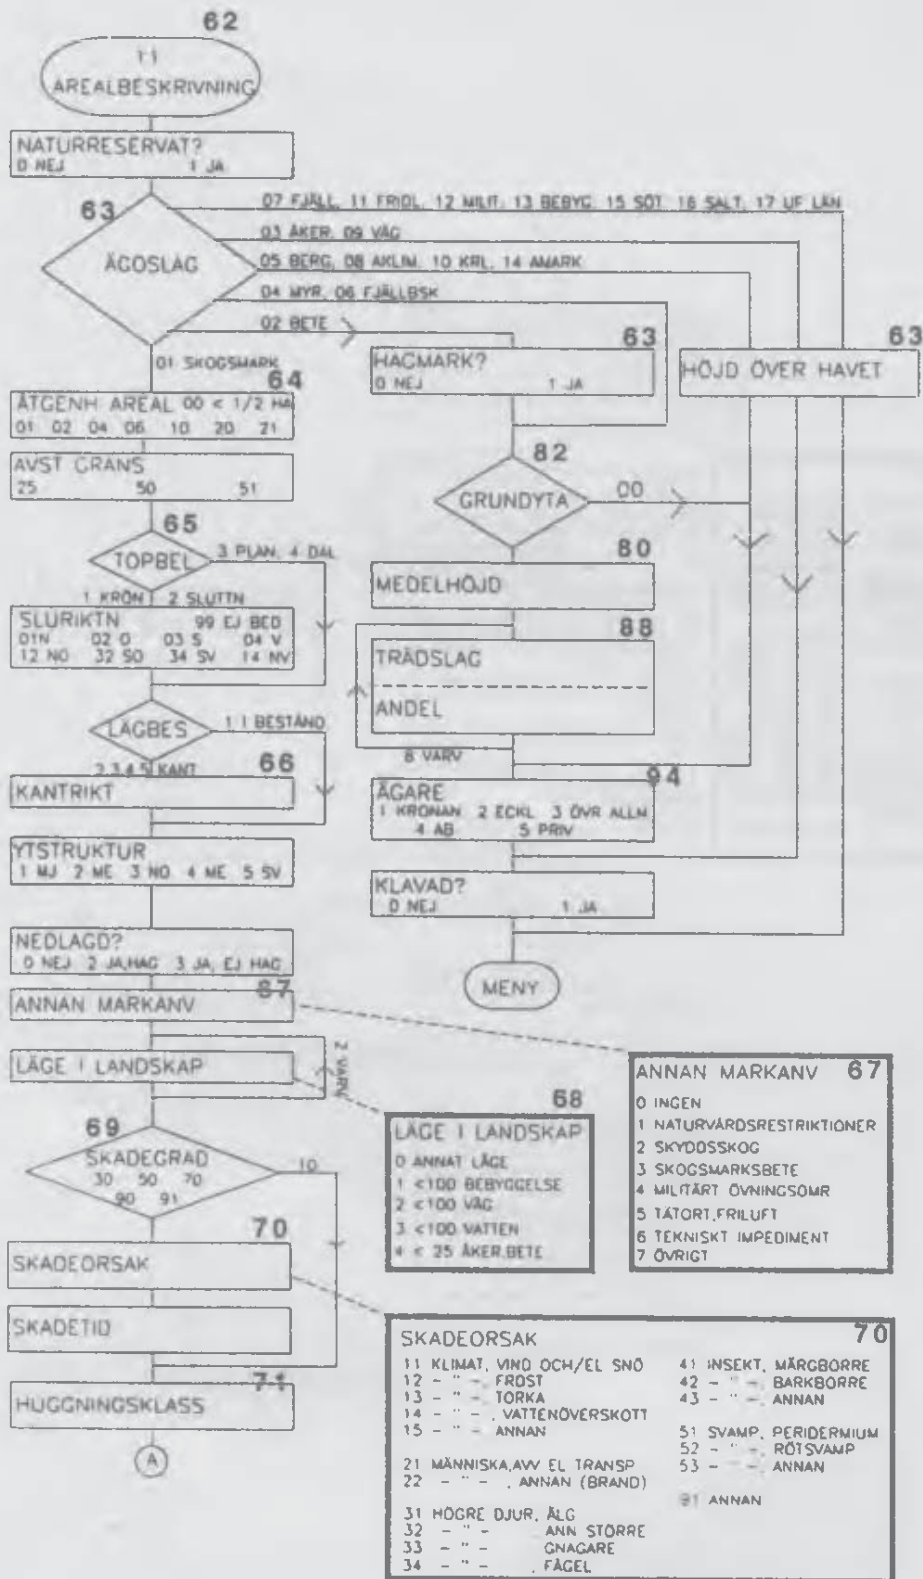 62
11
AREALBESKRIVNING
NATURRESERVAT?
0 NEJ 1 JA
63
ÄGOSLAG
07 FJÄLL, 11 FRIDL, 12 MILIT, 13 BEBYG, 15 SÖT, 16 SALT, 17 UF LÄN
03 ÅKER, 09 VÄG
05 BERG, 08 AKLIM, 10 KRL, 14 AMARK
04 MYR, 06 FJÄLLBSK
02 BETE
01 SKOGSMARK
64
ÅTGENH AREAL 00 < 1/2 HA
01 02 04 06 10 20 21
AVST GRANS
25 50 51
65
TOPBEL
3 PLAN, 4 DAL
1 KRÖN 2 SLUTTN
SLURIKTN 99 EJ BED
01N 02 O 03 S 04 V
12 NO 32 SO 34 SV 14 NV
LÄGBES
1 I BESTÅND
2,3,4,5 KANT
66
KANTRIKT
YTSTRUKTUR
1 MJ 2 ME 3 NO 4 ME 5 SV
NEDLAGD?
0 NEJ 2 JA,HAG 3 JA, EJ HAG
67
ANNAN MARKANV
LÄGE I LANDSKAP
2 VARV
69
SKADEGRAD
30 50 70
90 91
10
70
SKADEORSAK
SKADETID
71
HUGGNINGSKLASS
A
63
HAGMARK?
0 NEJ 1 JA
63
HÖJD ÖVER HAVET
82
GRUNDYTA
00
80
MEDELHÖJD
88
TRÄDSLAG
ANDEL
8 VARV
94
ÄGARE
1 KRONAN 2 ECKL 3 ÖVR ALLM
4 AB 5 PRIV
KLAVAD?
0 NEJ 1 JA
MENY
68
LÄGE I LANDSKAP
0 ANNAT LÄGE
1 <100 BEBYGGELSE
2 <100 VÄG
3 <100 VATTEN
4 < 25 ÅKER,BETE
ANNAN MARKANV 67
0 INGEN
1 NATURVÅRDSRESTRIKTIONER
2 SKYDDSSKOG
3 SKOGSMARKSBETE
4 MILITÄRT ÖVNINGSOMR
5 TÄTORT,FRILUFT
6 TEKNISKT IMPEDIMENT
7 ÖVRIGT
SKADEORSAK 70
11 KLIMAT, VIND OCH/EL SNÖ
12 - " -, FROST
13 - " -, TORKA
14 - " -, VATTENÖVERSKOTT
15 - " -, ANNAN
21 MÄNNISKA,AVV EL TRANSP
22 - " - , ANNAN (BRAND)
31 HÖGRE DJUR, ÄLG
32 - " - ANN STÖRRE
33 - " - GNAGARE
34 - " - , FÅGEL
41 INSEKT, MÄRGBORRE
42 - " -, BARKBORRE
43 - " -, ANNAN
51 SVAMP, PERIDERMIUM
52 - " -, RÖTSVAMP
53 - " -, ANNAN
91 ANNAN